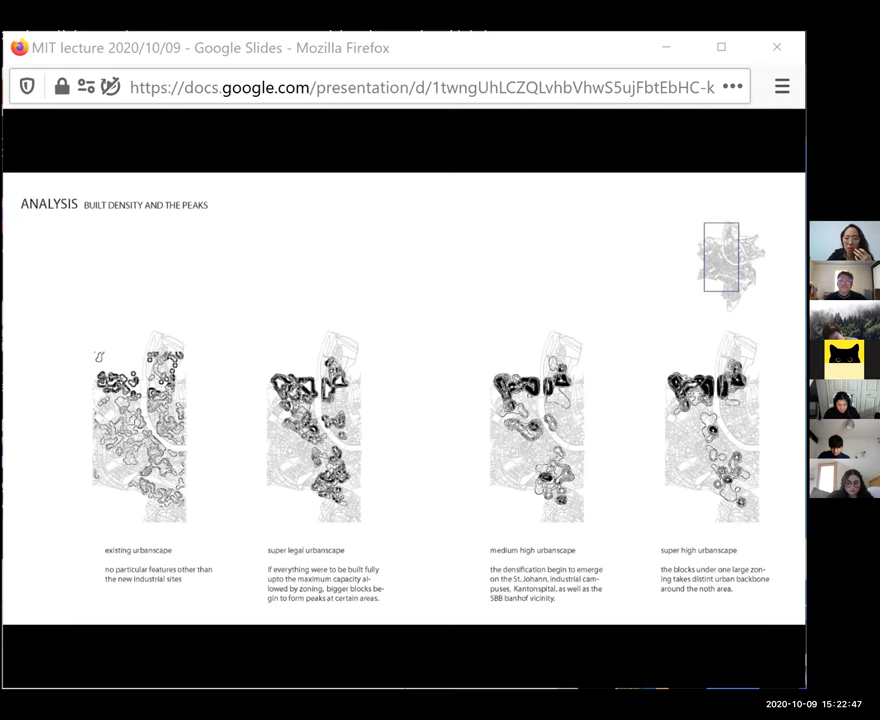 MIT lecture 2020/10/09 - Google Slides - Mozilla Firefox
https://docs.google.com/presentation/d/1twngUhLCZQLvhbVhwS5ujFbtEbHC-k
ANALYSIS BUILT DENSITY AND THE PEAKS
existing urbanscape
no particular features other than
the new industrial sites
super legal urbanscape
If everything were to be built fully
upto the maximum capacity al-
lowed by zoning, bigger blocks be-
gin to form peaks at certain areas.
medium high urbanscape
the densification begin to emerge
on the St. Johann, industrial cam-
puses, Kantonspital, as well as the
SBB banhof vicinity.
super high urbanscape
the blocks under one large zon-
ing takes distint urban backbone
around the noth area.
2020-10-09 15:22:47